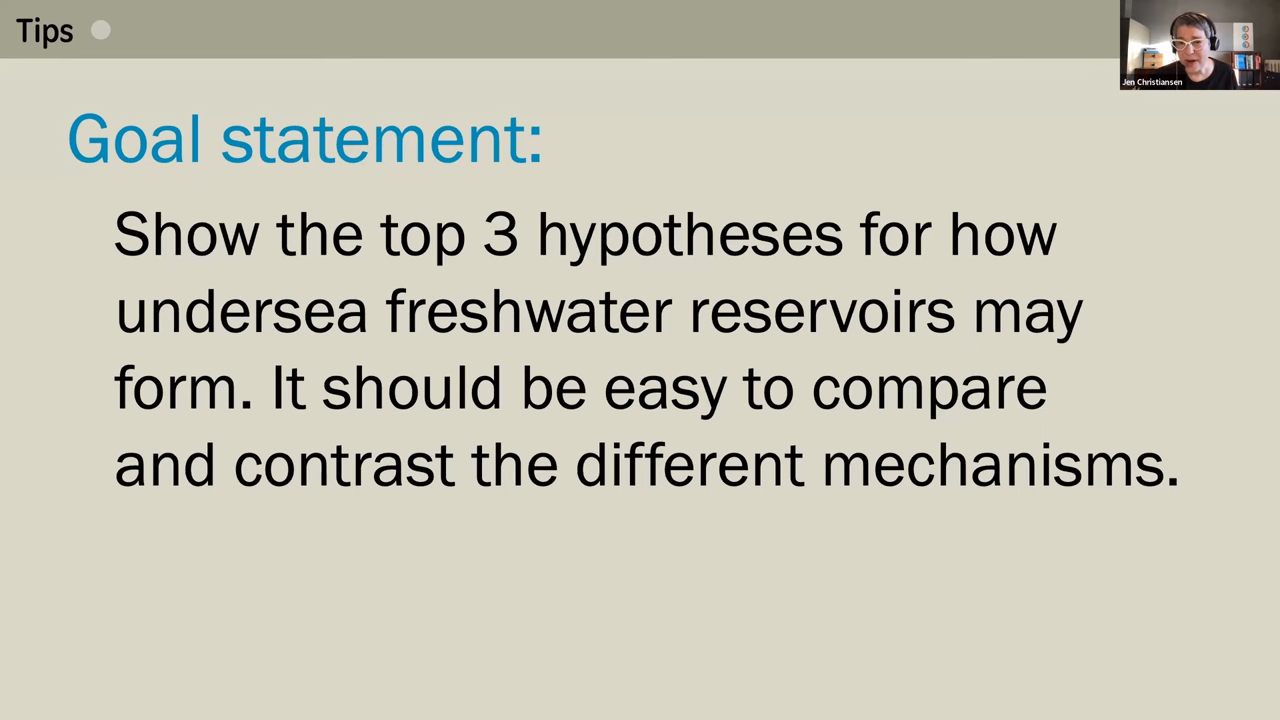 Tips
Jen Christiansen
Goal statement:
Show the top 3 hypotheses for how
undersea freshwater reservoirs may
form. It should be easy to compare
and contrast the different mechanisms.